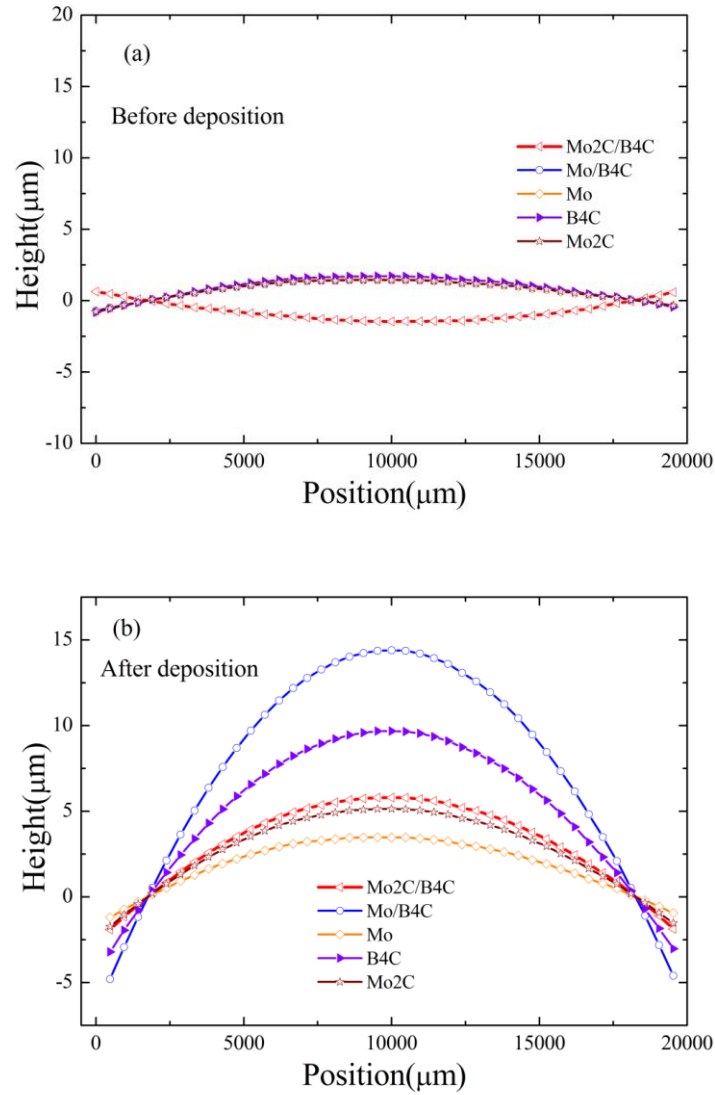 20
(a)
15
Before deposition
10
Mo2C/B4C
Mo/B4C
Mo
B4C
Mo2C
5
0
-5
-10
Height(μm)
0 5000 10000 15000 20000
Position(μm)
15
(b)
After deposition
10
5
0
-5
Height(μm)
Mo2C/B4C
Mo/B4C
Mo
B4C
Mo2C
0 5000 10000 15000 20000
Position(μm)